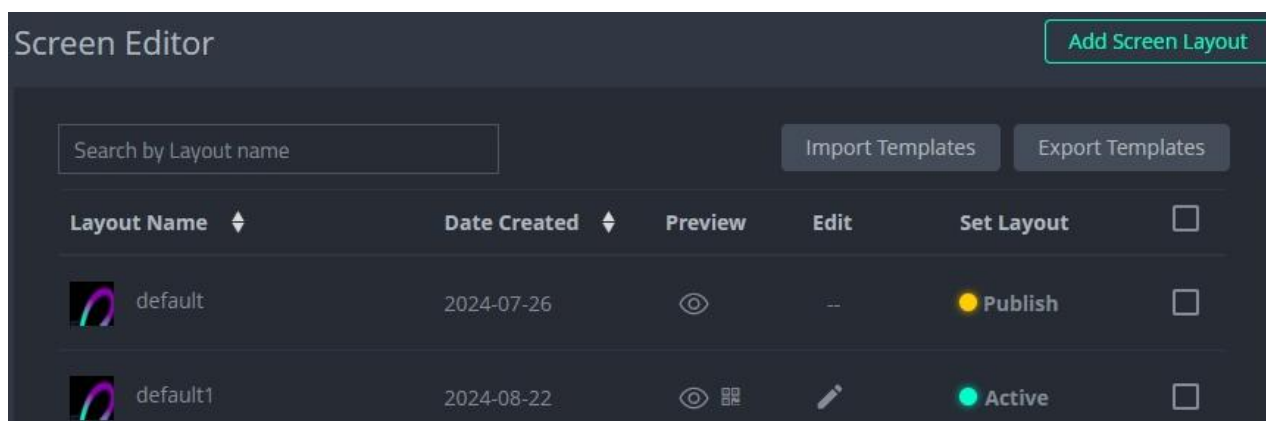 Screen Editor
Add Screen Layout
Search by Layout name
Import Templates
Export Templates
Layout Name Date Created Preview Edit Set Layout
default 2024-07-26 -- Publish
default1 2024-08-22 Active